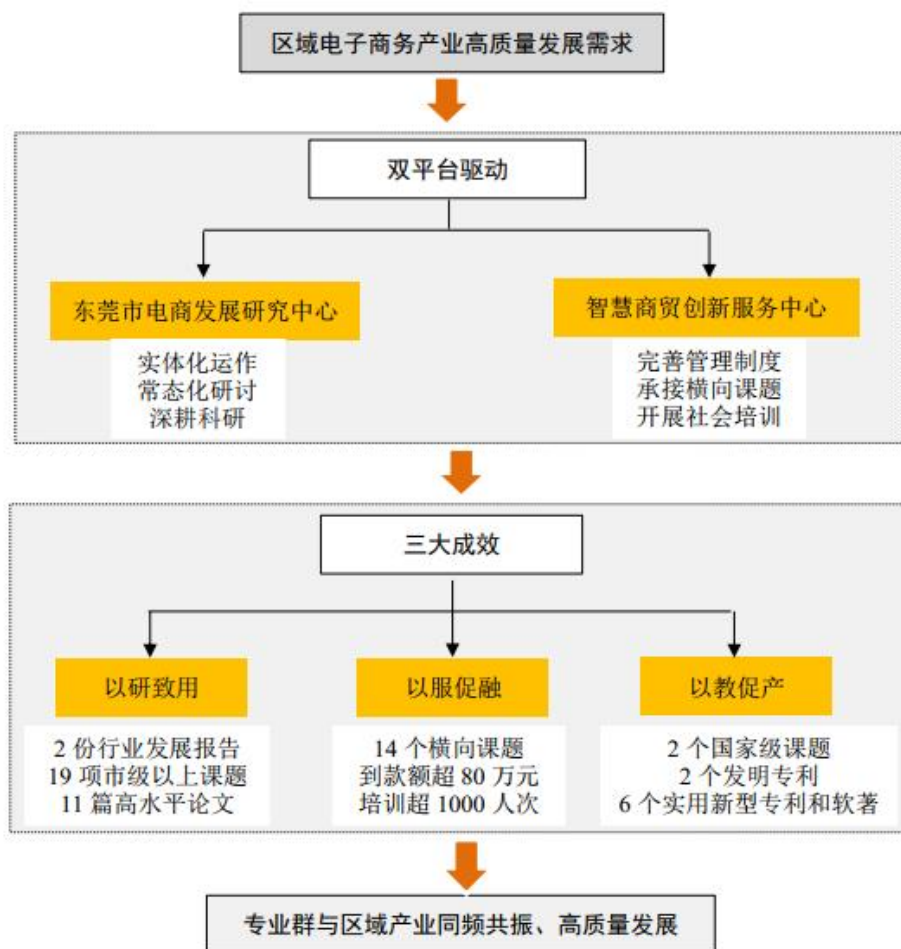 区域电子商务产业高质量发展需求
双平台驱动
东莞市电商发展研究中心
实体化运作
常态化研讨
深耕科研
智慧商贸创新服务中心
完善管理制度
承接横向课题
开展社会培训
三大成效
以研致用
2 份行业发展报告
19 项市级以上课题
11 篇高水平论文
以服促融
14 个横向课题
到款额超 80 万元
培训超 1000 人次
以教促产
2 个国家级课题
2 个发明专利
6 个实用新型专利和软著
专业群与区域产业同频共振、高质量发展